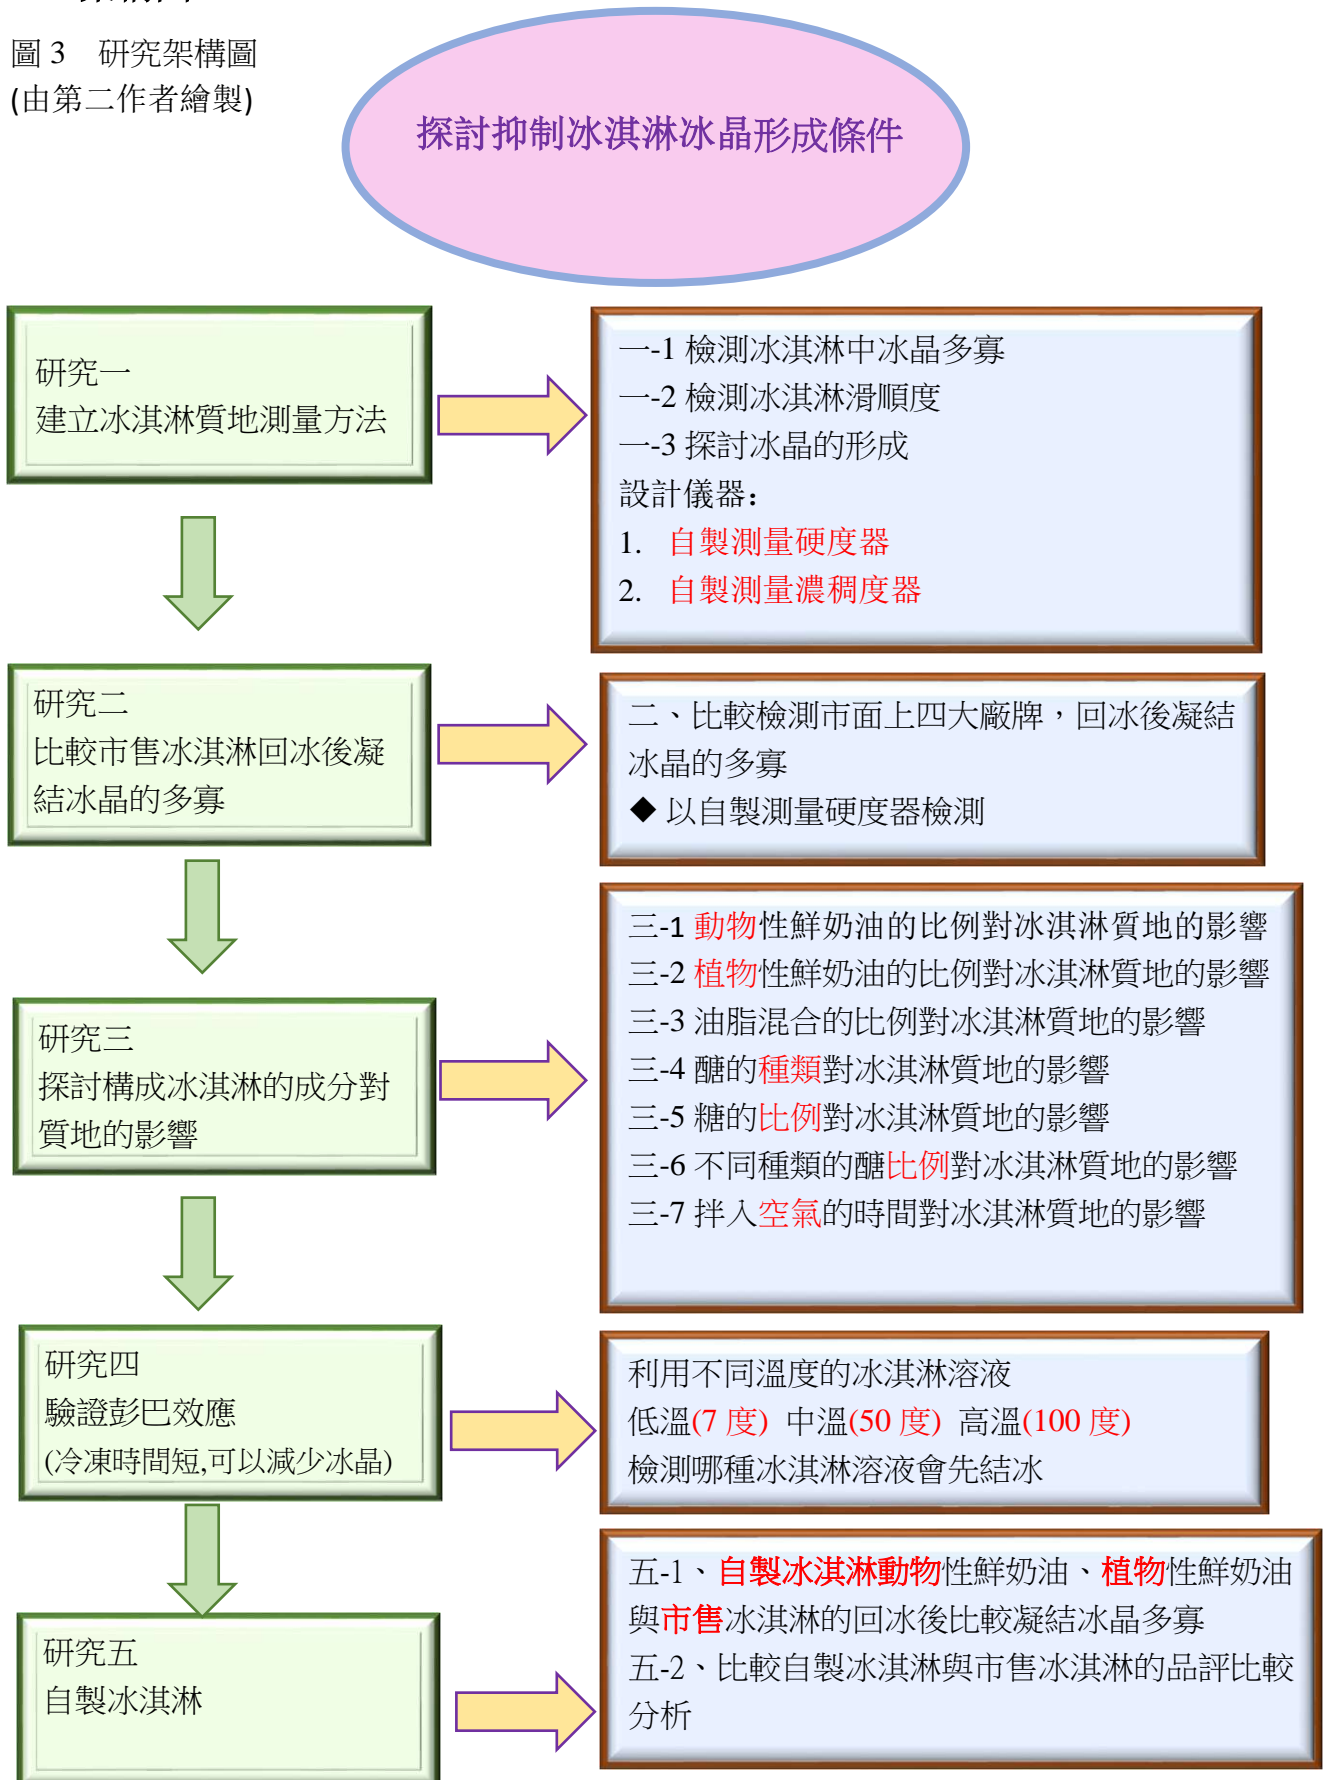 圖 3　研究架構圖
(由第二作者繪製)
探討抑制冰淇淋冰晶形成條件
研究一
建立冰淇淋質地測量方法
一-1 檢測冰淇淋中冰晶多寡
一-2 檢測冰淇淋滑順度
一-3 探討冰晶的形成
設計儀器：
1. 自製測量硬度器
2. 自製測量濃稠度器
研究二
比較市售冰淇淋回冰後凝
結冰晶的多寡
二、比較檢測市面上四大廠牌，回冰後凝結
冰晶的多寡
◆ 以自製測量硬度器檢測
研究三
探討構成冰淇淋的成分對
質地的影響
三-1 動物性鮮奶油的比例對冰淇淋質地的影響
三-2 植物性鮮奶油的比例對冰淇淋質地的影響
三-3 油脂混合的比例對冰淇淋質地的影響
三-4 醣的種類對冰淇淋質地的影響
三-5 糖的比例對冰淇淋質地的影響
三-6 不同種類的醣比例對冰淇淋質地的影響
三-7 拌入空氣的時間對冰淇淋質地的影響
研究四
驗證彭巴效應
(冷凍時間短,可以減少冰晶)
利用不同溫度的冰淇淋溶液
低溫(7 度) 中溫(50 度) 高溫(100 度)
檢測哪種冰淇淋溶液會先結冰
研究五
自製冰淇淋
五-1、自製冰淇淋動物性鮮奶油、植物性鮮奶油
與市售冰淇淋的回冰後比較凝結冰晶多寡
五-2、比較自製冰淇淋與市售冰淇淋的品評比較
分析